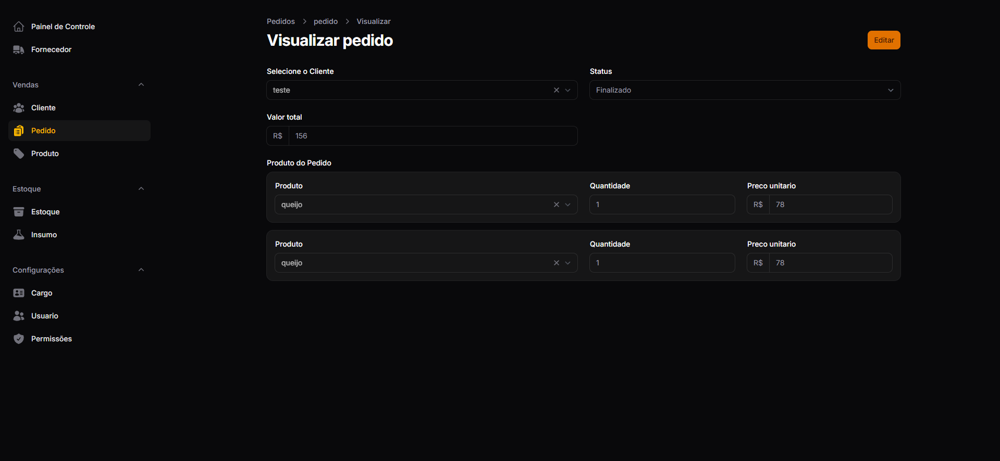 Painel de Controle
Fornecedor
Vendas
Cliente
Pedido
Produto
Estoque
Estoque
Insumo
Configurações
Cargo
Usuario
Permissões
Pedidos > pedido > Visualizar
Visualizar pedido
Editar
Selecione o Cliente
teste
Status
Finalizado
Valor total
R$ 156
Produto do Pedido
Produto Quantidade Preco unitario
queijo 1 R$ 78
Produto Quantidade Preco unitario
queijo 1 R$ 78